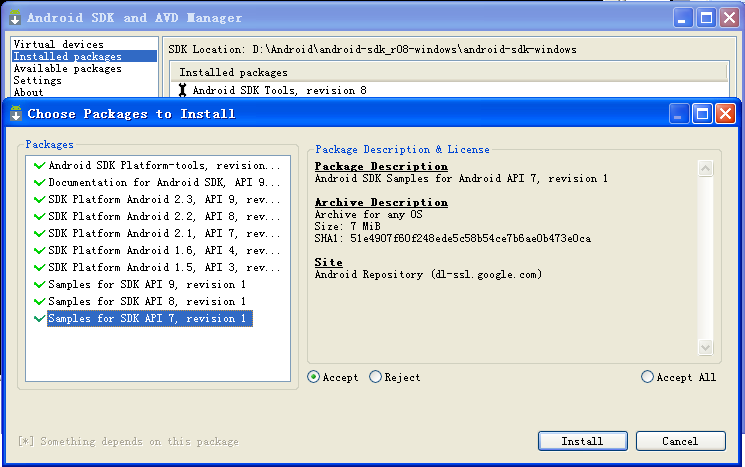 Android SDK and AVD Manager
Virtual devices
Installed packages
Available packages
Settings
About
SDK Location: D:\Android\android-sdk_r08-windows\android-sdk-windows
Installed packages
Android SDK Tools, revision 8
Choose Packages to Install
Packages
Android SDK Platform-tools, revision...
Documentation for Android SDK, API 9...
SDK Platform Android 2.3, API 9, rev...
SDK Platform Android 2.2, API 8, rev...
SDK Platform Android 2.1, API 7, rev...
SDK Platform Android 1.6, API 4, rev...
SDK Platform Android 1.5, API 3, rev...
Samples for SDK API 9, revision 1
Samples for SDK API 8, revision 1
Samples for SDK API 7, revision 1
Package Description & License
Package Description
Android SDK Samples for Android API 7, revision 1
Archive Description
Archive for any OS
Size: 7 MiB
SHA1: 51e4907f60f248ede5c58b54ce7b6ae0b473e0ca
Site
Android Repository (dl-ssl.google.com)
Accept
Reject
Accept All
[*] Something depends on this package
Install
Cancel